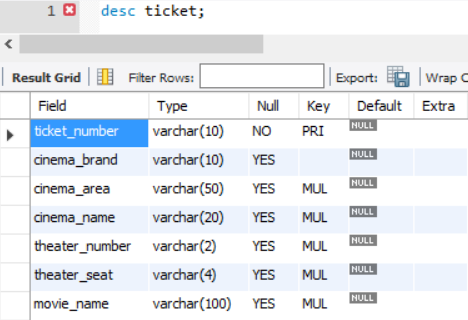 1 desc ticket;
Result Grid Filter Rows: Export: Wrap C
Field Type Null Key Default Extra
ticket_number varchar(10) NO PRI NULL
cinema_brand varchar(10) YES NULL
cinema_area varchar(50) YES MUL NULL
cinema_name varchar(20) YES MUL NULL
theater_number varchar(2) YES MUL NULL
theater_seat varchar(4) YES MUL NULL
movie_name varchar(100) YES MUL NULL